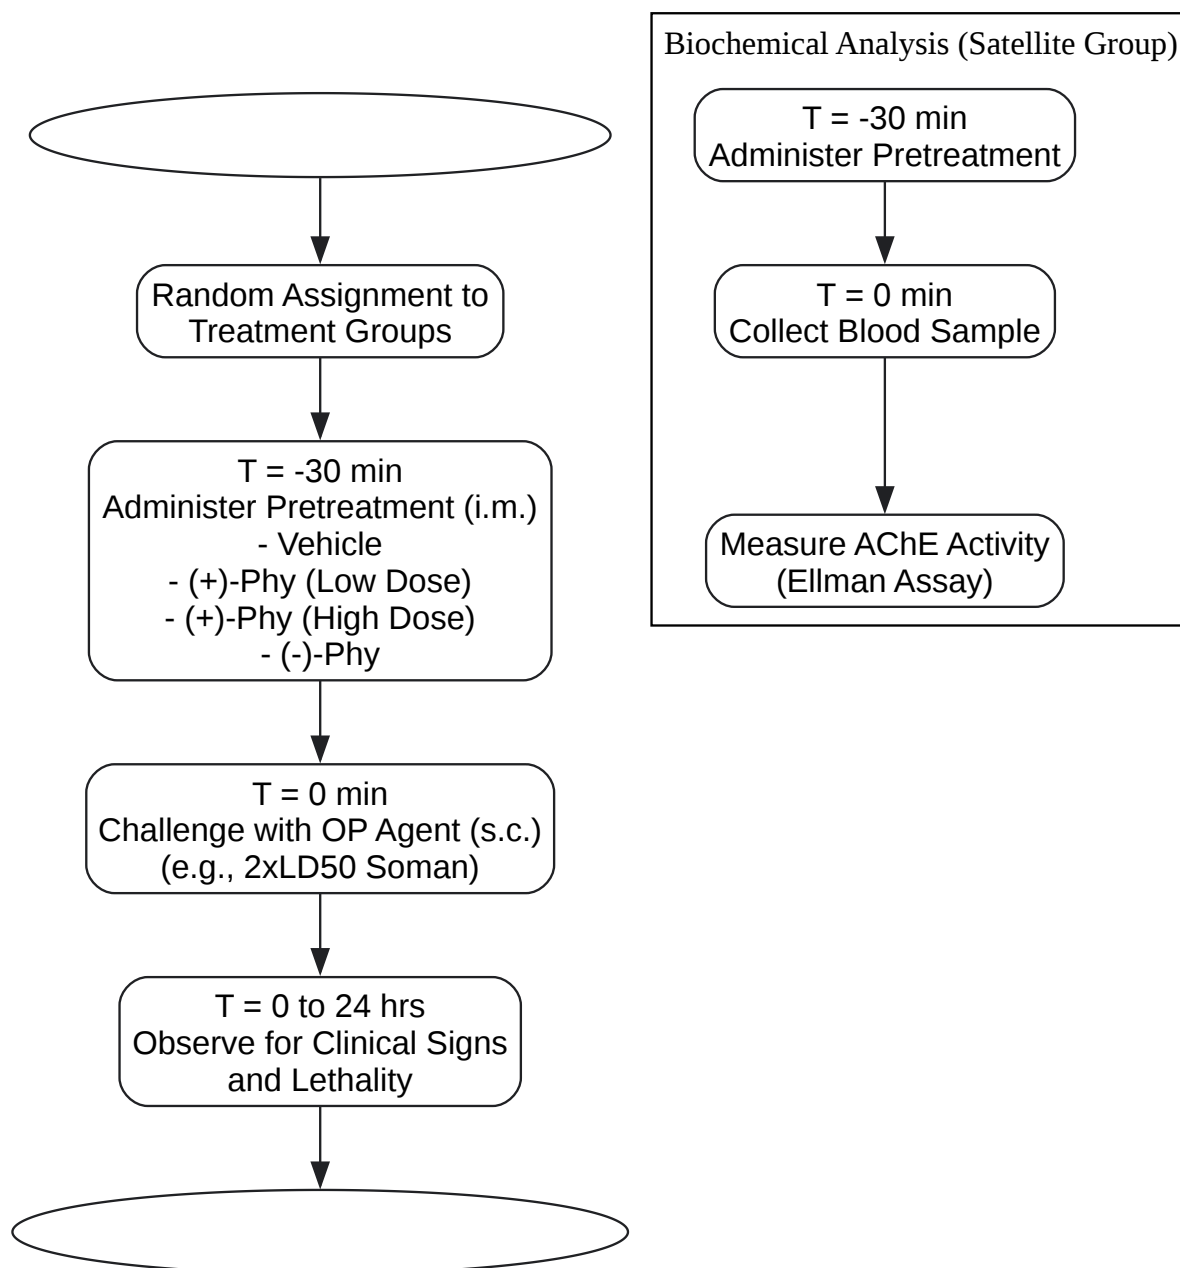 Biochemical Analysis (Satellite Group)
T = -30 min
Administer Pretreatment
T = 0 min
Collect Blood Sample
Measure AChE Activity
(Ellman Assay)
Random Assignment to
Treatment Groups
T = -30 min
Administer Pretreatment (i.m.)
- Vehicle
- (+)-Phy (Low Dose)
- (+)-Phy (High Dose)
- (-)-Phy
T = 0 min
Challenge with OP Agent (s.c.)
(e.g., 2xLD50 Soman)
T = 0 to 24 hrs
Observe for Clinical Signs
and Lethality